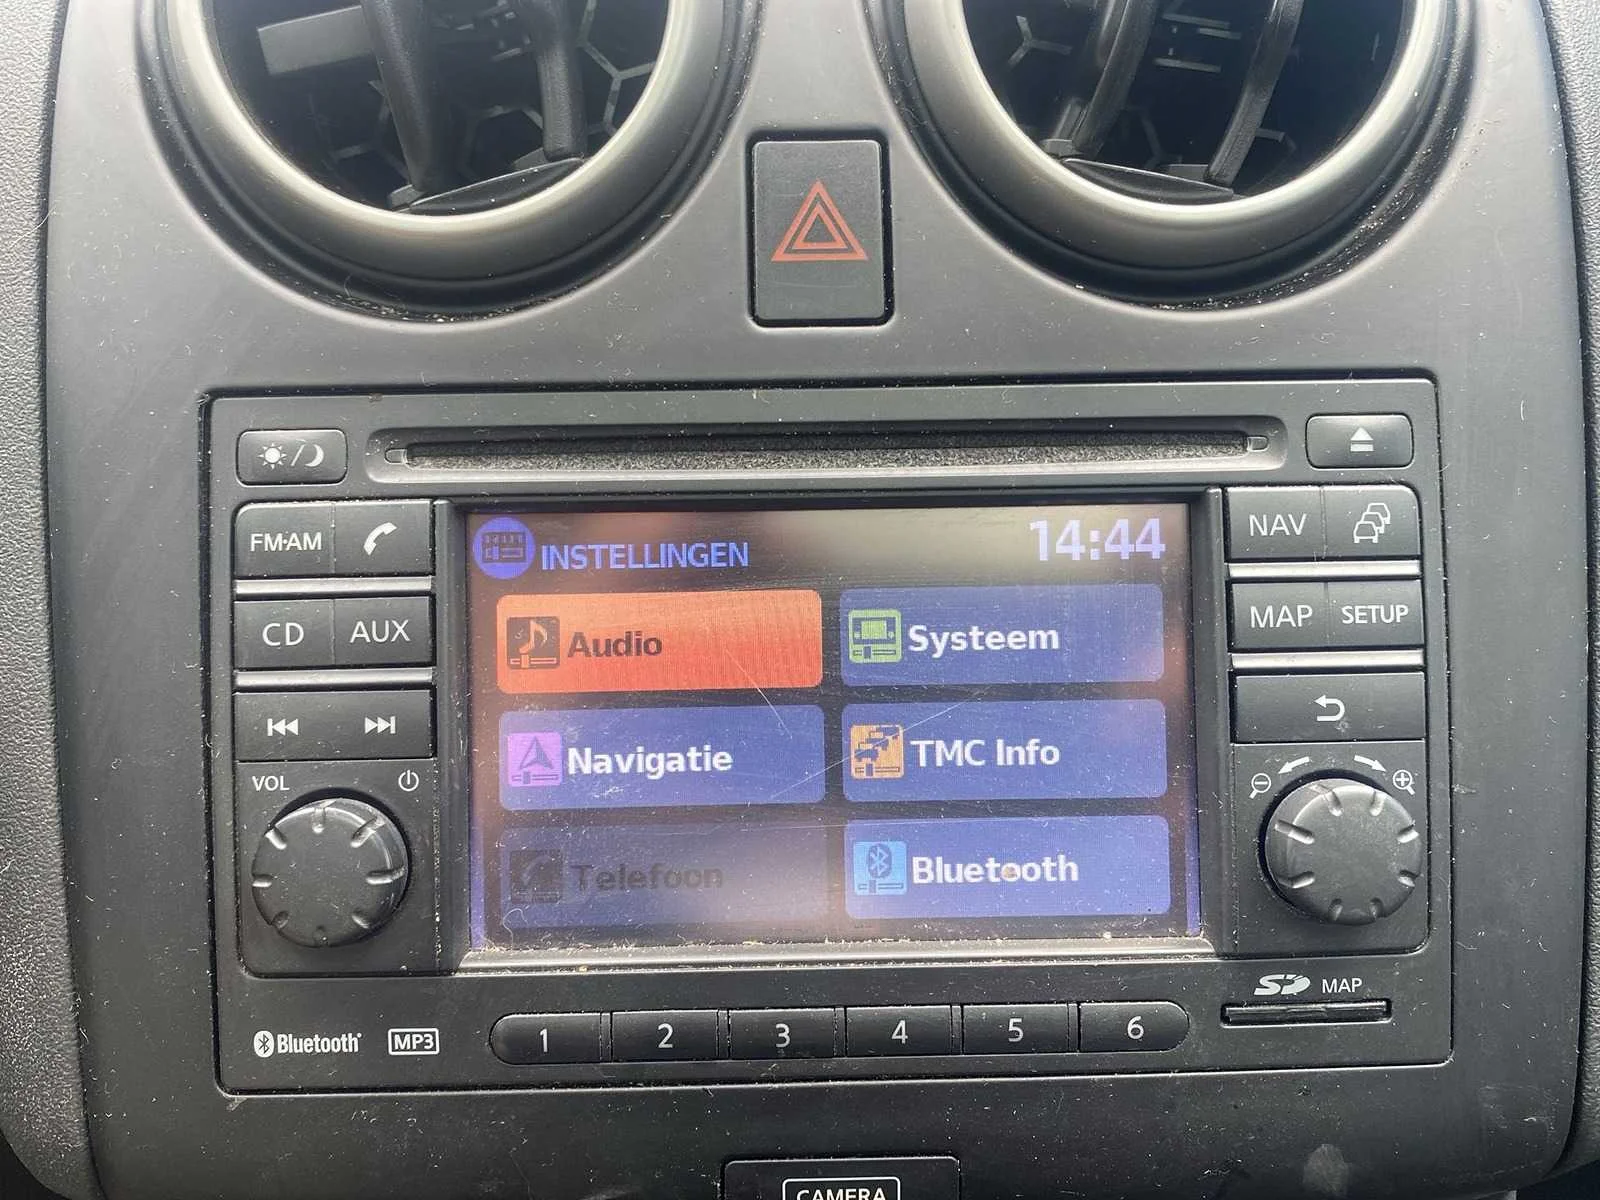 FM·AM
CD AUX
VOL
INSTELLINGEN 14:44
Audio Systeem
Navigatie TMC Info
Telefoon Bluetooth
NAV
MAP SETUP
Bluetooth MP3
1 2 3 4 5 6
SD MAP
CAMERA